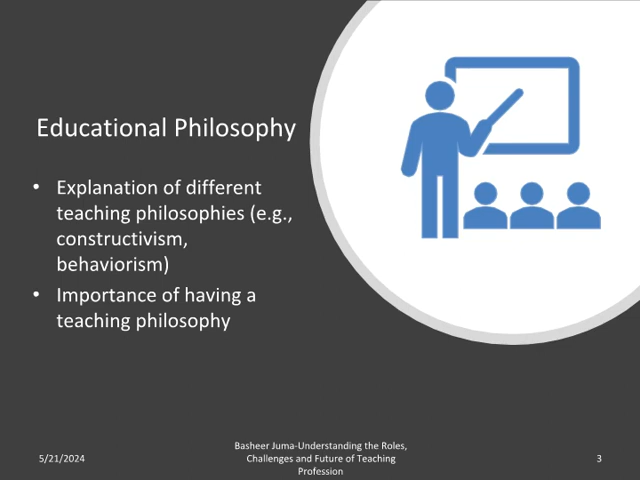 Educational Philosophy
• Explanation of different
teaching philosophies (e.g.,
constructivism,
behaviorism)
• Importance of having a
teaching philosophy
5/21/2024
Basheer Juma-Understanding the Roles,
Challenges and Future of Teaching
Profession
3